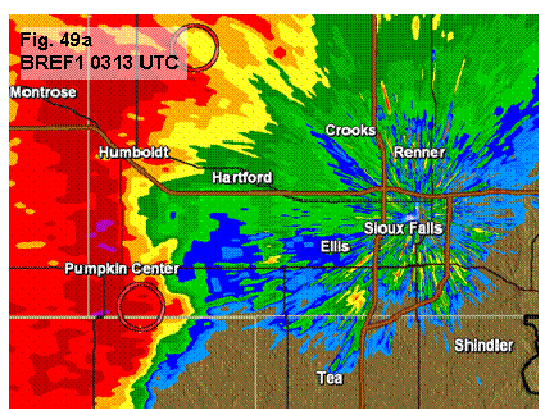 Fig. 49a
BREF1 0313 UTC
Montrose
Crooks
Renner
Humboldt
Hartford
Sioux Falls
Ellis
Pumpkin Center
Shindler
Tea